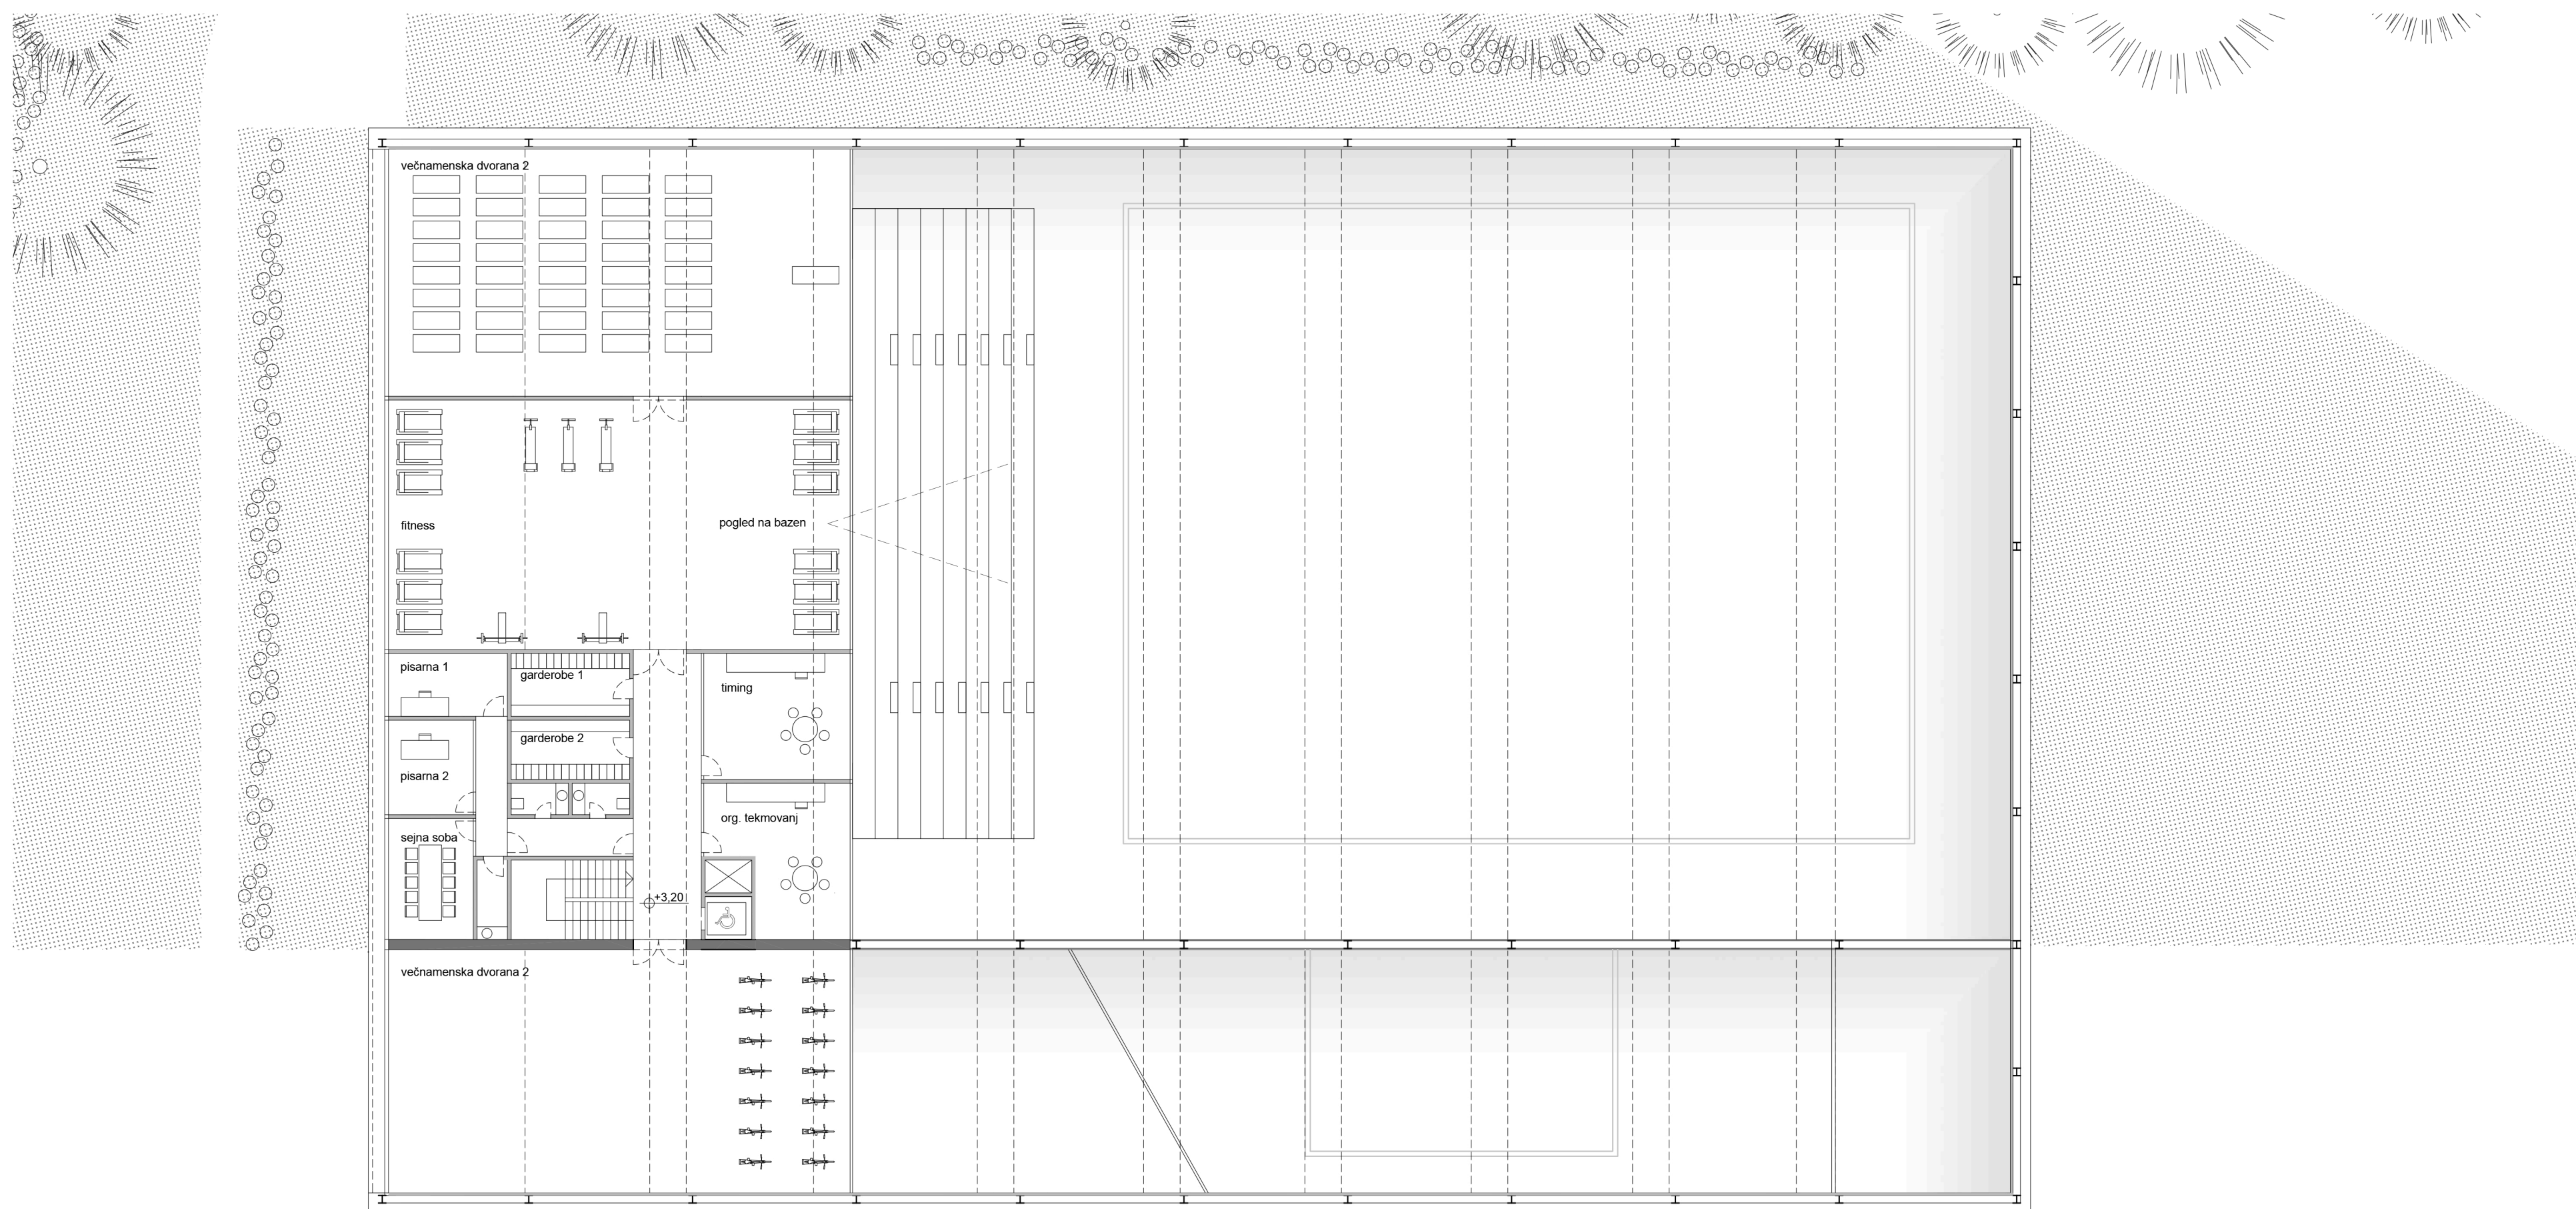 večnamenska dvorana 2
fitness
pogled na bazen
pisarna 1
garderobe 1
timing
garderobe 2
pisarna 2
org. tekmovanj
sejna soba
+3,20
večnamenska dvorana 2